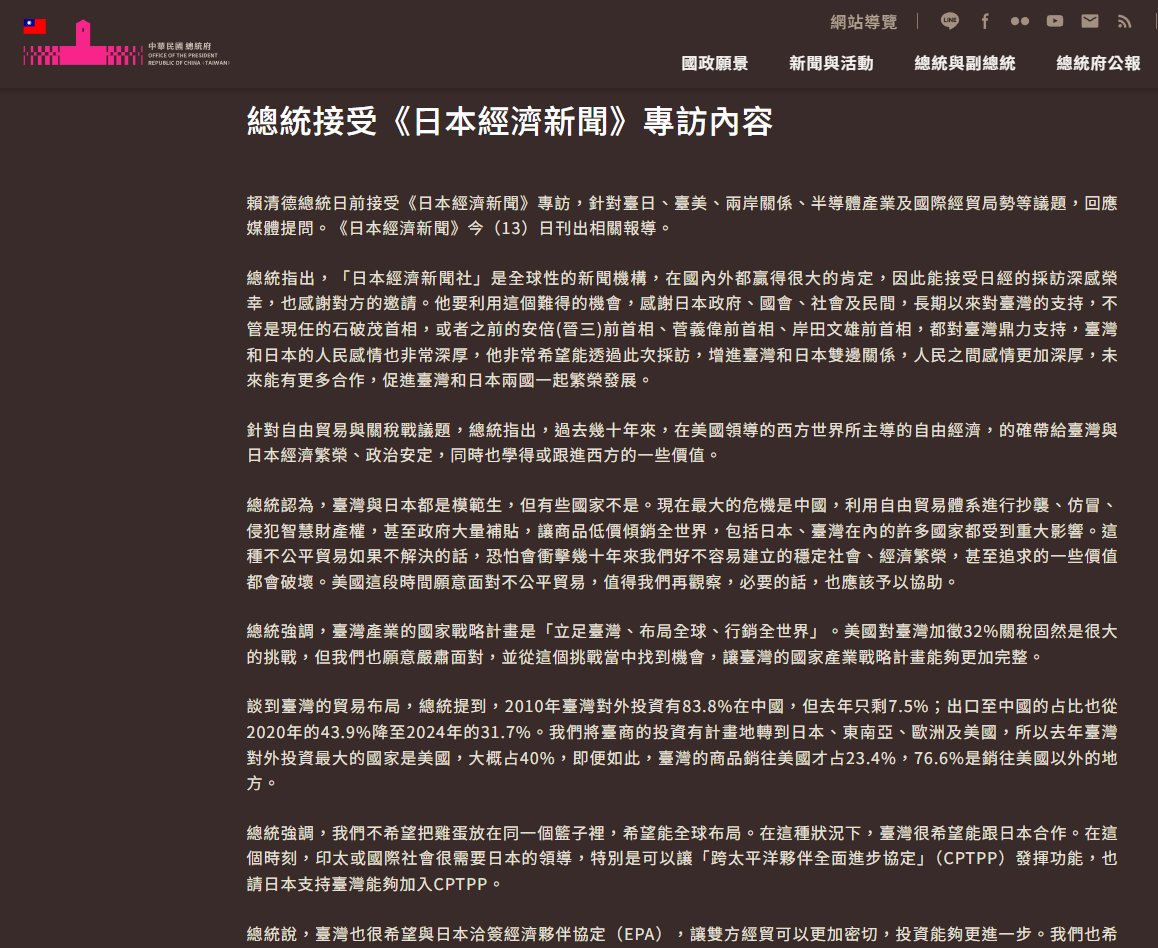 網站導覽
中華民國 總統府
OFFICE OF THE PRESIDENT
REPUBLIC OF CHINA (TAIWAN)
國政願景 新聞與活動 總統與副總統 總統府公報
總統接受《日本經濟新聞》專訪內容
賴清德總統日前接受《日本經濟新聞》專訪，針對臺日、臺美、兩岸關係、半導體產業及國際經貿局勢等議題，回應
媒體提問。《日本經濟新聞》今（13）日刊出相關報導。
總統指出，「日本經濟新聞社」是全球性的新聞機構，在國內外都贏得很大的肯定，因此能接受日經的採訪深感榮
幸，也感謝對方的邀請。他要利用這個難得的機會，感謝日本政府、國會、社會及民間，長期以來對臺灣的支持，不
管是現任的石破茂首相，或者之前的安倍(晉三)前首相、菅義偉前首相、岸田文雄前首相，都對臺灣鼎力支持，臺灣
和日本的人民感情也非常深厚，他非常希望能透過此次採訪，增進臺灣和日本雙邊關係，人民之間感情更加深厚，未
來能有更多合作，促進臺灣和日本兩國一起繁榮發展。
針對自由貿易與關稅戰議題，總統指出，過去幾十年來，在美國領導的西方世界所主導的自由經濟，的確帶給臺灣與
日本經濟繁榮、政治安定，同時也學得或跟進西方的一些價值。
總統認為，臺灣與日本都是模範生，但有些國家不是。現在最大的危機是中國，利用自由貿易體系進行抄襲、仿冒、
侵犯智慧財產權，甚至政府大量補貼，讓商品低價傾銷全世界，包括日本、臺灣在內的許多國家都受到重大影響。這
種不公平貿易如果不解決的話，恐怕會衝擊幾十年來我們好不容易建立的穩定社會、經濟繁榮，甚至追求的一些價值
都會破壞。美國這段時間願意面對不公平貿易，值得我們再觀察，必要的話，也應該予以協助。
總統強調，臺灣產業的國家戰略計畫是「立足臺灣、布局全球、行銷全世界」。美國對臺灣加徵32%關稅固然是很大
的挑戰，但我們也願意嚴肅面對，並從這個挑戰當中找到機會，讓臺灣的國家產業戰略計畫能夠更加完整。
談到臺灣的貿易布局，總統提到，2010年臺灣對外投資有83.8%在中國，但去年只剩7.5%；出口至中國的占比也從
2020年的43.9%降至2024年的31.7%。我們將臺商的投資有計畫地轉到日本、東南亞、歐洲及美國，所以去年臺灣
對外投資最大的國家是美國，大概占40%，即便如此，臺灣的商品銷往美國才占23.4%，76.6%是銷往美國以外的地
方。
總統強調，我們不希望把雞蛋放在同一個籃子裡，希望能全球布局。在這種狀況下，臺灣很希望能跟日本合作。在這
個時刻，印太或國際社會很需要日本的領導，特別是可以讓「跨太平洋夥伴全面進步協定」（CPTPP）發揮功能，也
請日本支持臺灣能夠加入CPTPP。
總統說，臺灣也很希望與日本洽簽經濟夥伴協定（EPA），讓雙方經貿可以更加密切，投資能夠更進一步。我們也希